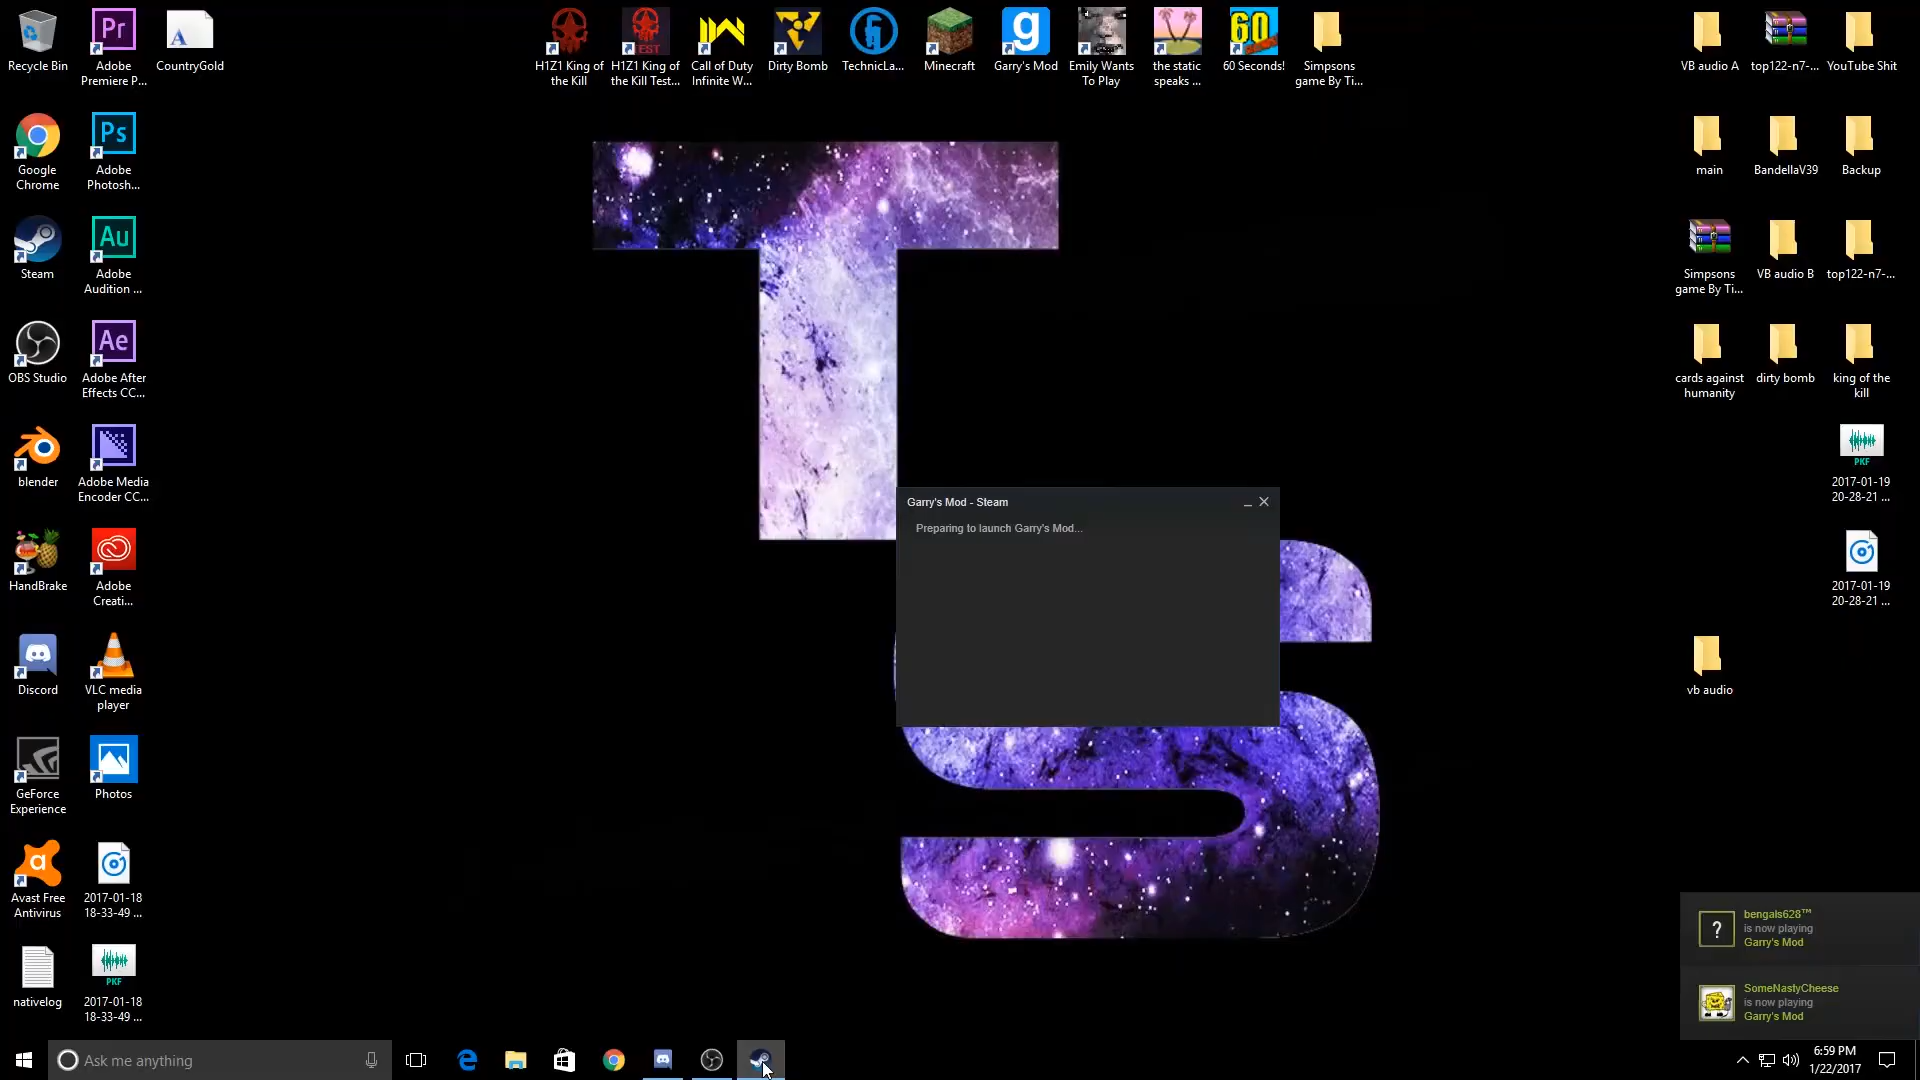 Recycle Bin
Adobe
Premiere P...
CountryGold
Google
Chrome
Adobe
Photosh...
Steam
Adobe
Audition ...
OBS Studio
Adobe After
Effects CC...
blender
Adobe Media
Encoder CC...
HandBrake
Adobe
Creati...
Discord
VLC media
player
GeForce
Experience
Photos
Avast Free
Antivirus
2017-01-18
18-33-49 ...
nativelog
PKF
2017-01-18
18-33-49 ...
H1Z1 King of
the Kill
H1Z1 King of
the Kill Test...
Call of Duty
Infinite W...
Dirty Bomb
TechnicLa...
Minecraft
Garry's Mod
Emily Wants
To Play
the static
speaks ...
60 Seconds!
Simpsons
game By Ti...
Pr
Ps
Au
Ae
TEST
g
60
T
S
Garry's Mod - Steam
Preparing to launch Garry's Mod...
VB audio A
top122-n7-...
YouTube Shit
main
BandellaV39
Backup
Simpsons
game By Ti...
VB audio B
top122-n7-...
cards against
humanity
dirty bomb
king of the
kill
PKF
2017-01-19
20-28-21 ...
2017-01-19
20-28-21 ...
vb audio
?
bengals628™
is now playing
Garry's Mod
SomeNastyCheese
is now playing
Garry's Mod
Ask me anything
6:59 PM
1/22/2017